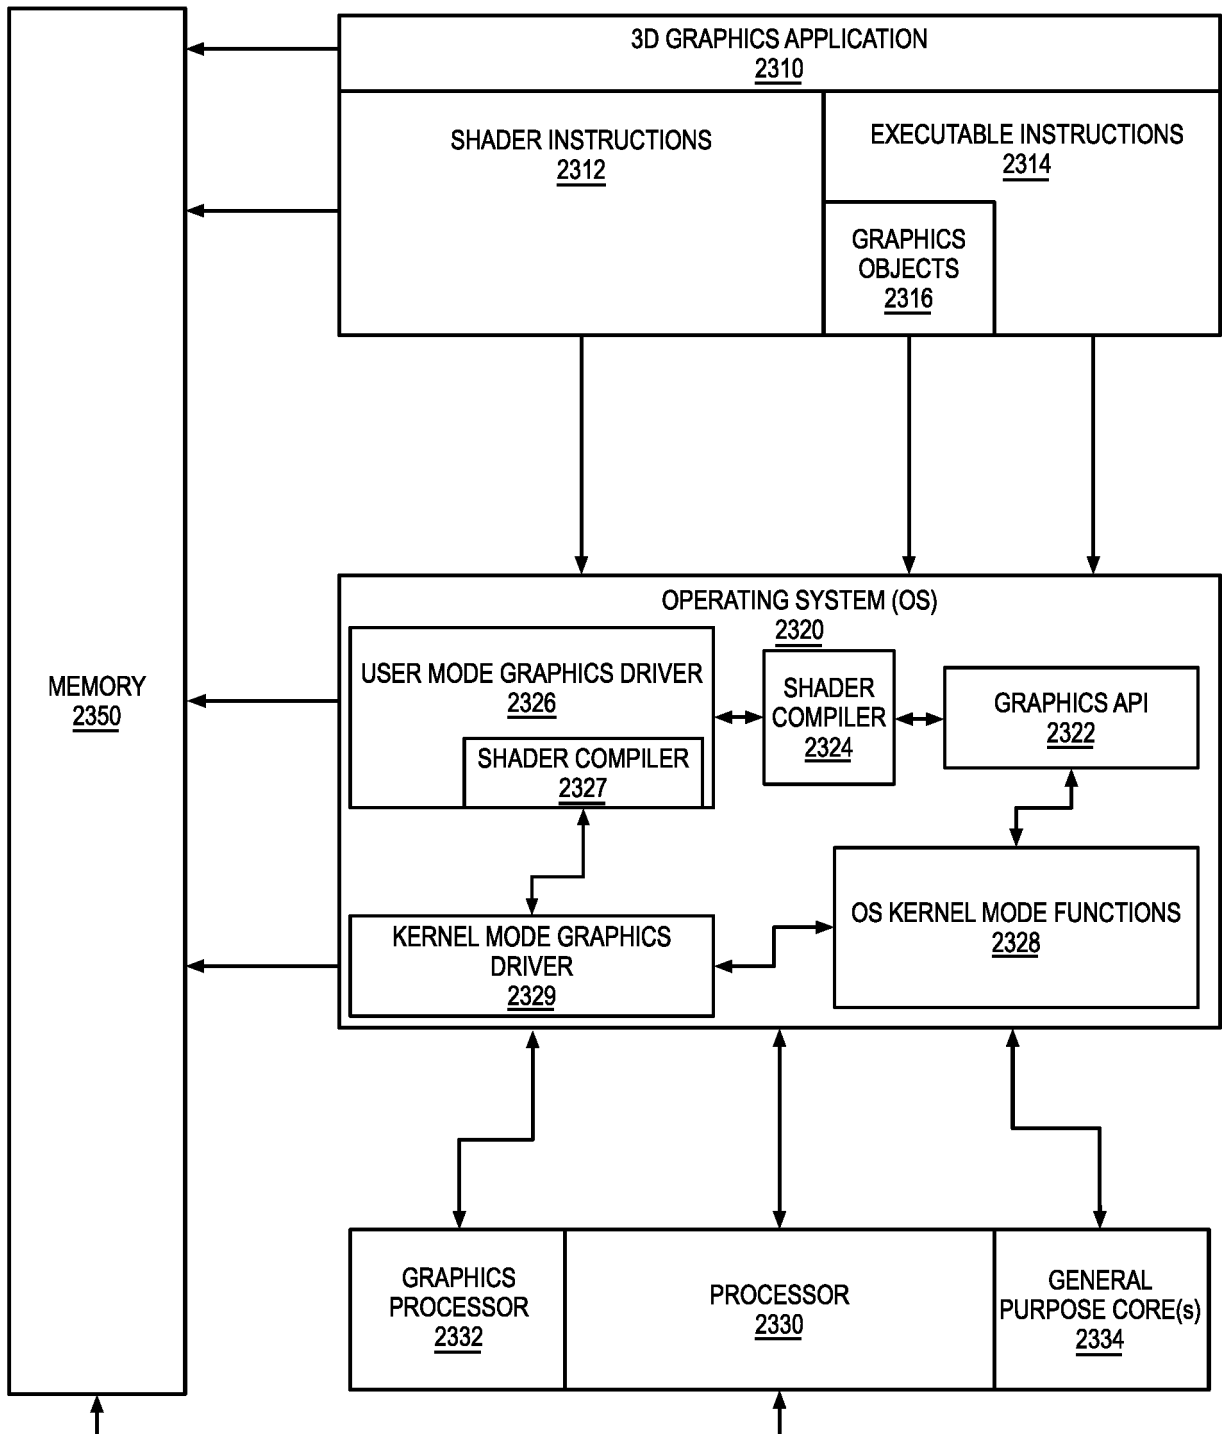 3D GRAPHICS APPLICATION
2310
SHADER INSTRUCTIONS
2312
EXECUTABLE INSTRUCTIONS
2314
GRAPHICS
OBJECTS
2316
MEMORY
2350
OPERATING SYSTEM (OS)
2320
USER MODE GRAPHICS DRIVER
2326
SHADER COMPILER
2327
SHADER
COMPILER
2324
GRAPHICS API
2322
KERNEL MODE GRAPHICS
DRIVER
2329
OS KERNEL MODE FUNCTIONS
2328
GRAPHICS
PROCESSOR
2332
PROCESSOR
2330
GENERAL
PURPOSE CORE(s)
2334